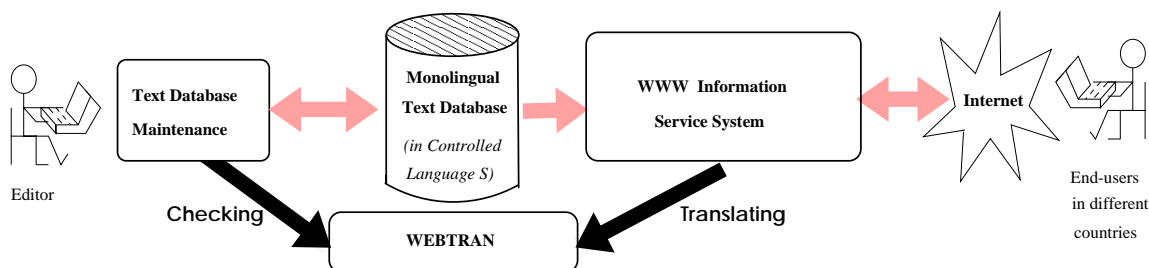 Editor
Text Database
Maintenance
Checking
Monolingual
Text Database
(in Controlled
Language S)
WEBTRAN
WWW Information
Service System
Translating
Internet
End-users
in different
countries